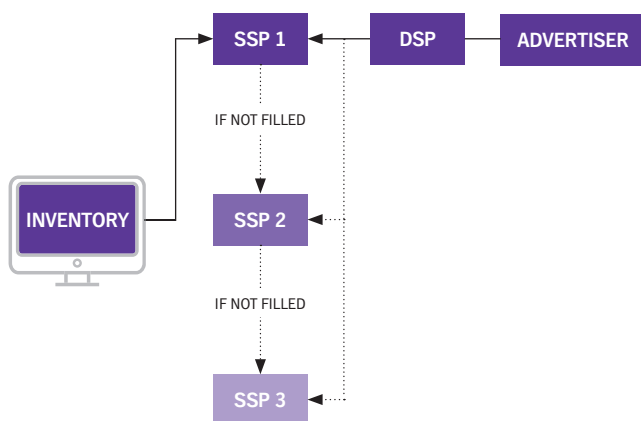 SSP 1
DSP
ADVERTISER
IF NOT FILLED
INVENTORY
SSP 2
IF NOT FILLED
SSP 3